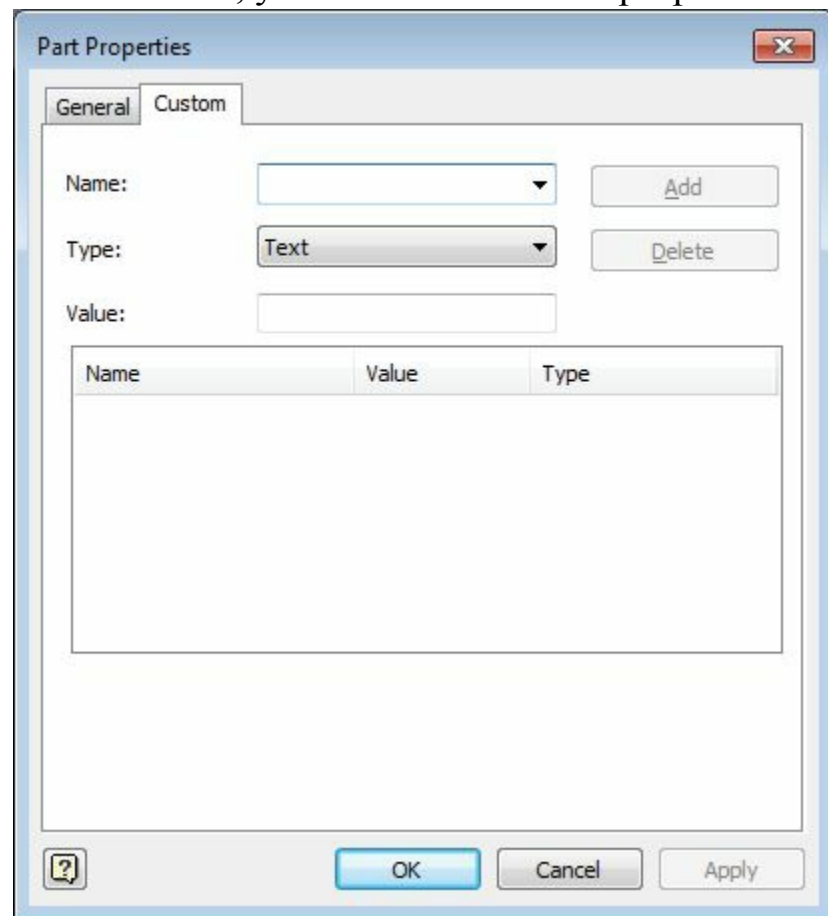 Part Properties
General Custom
Name: Add
Type: Text Delete
Value:
Name Value Type
OK Cancel Apply